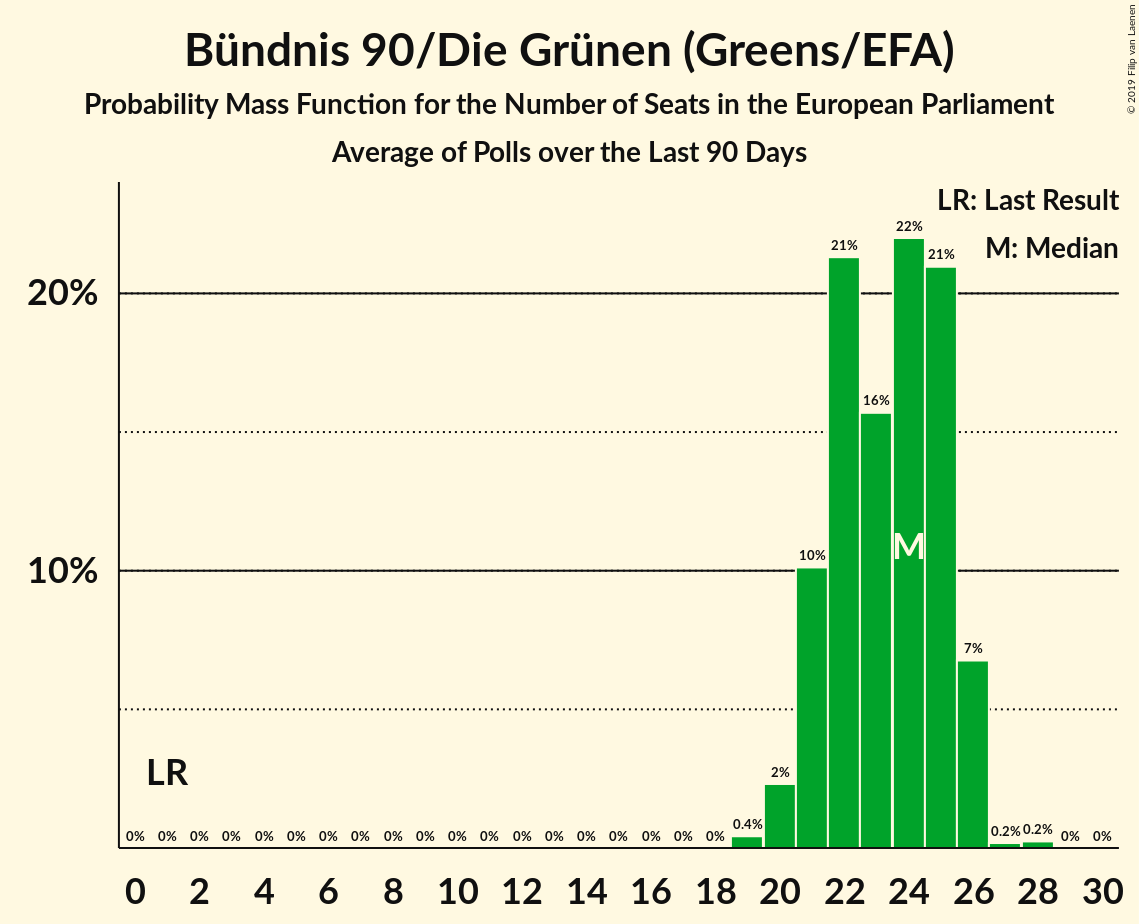 Bündnis 90/Die Grünen (Greens/EFA)
Probability Mass Function for the Number of Seats in the European Parliament
Average of Polls over the Last 90 Days
© 2019 Filip van Laenen
LR: Last Result
M: Median
20%
10%
LR
M
0% 0% 0% 0% 0% 0% 0% 0% 0% 0% 0% 0% 0% 0% 0% 0% 0% 0% 0% 0.4% 2% 10% 21% 16% 22% 21% 7% 0.2% 0.2% 0% 0%
0 2 4 6 8 10 12 14 16 18 20 22 24 26 28 30